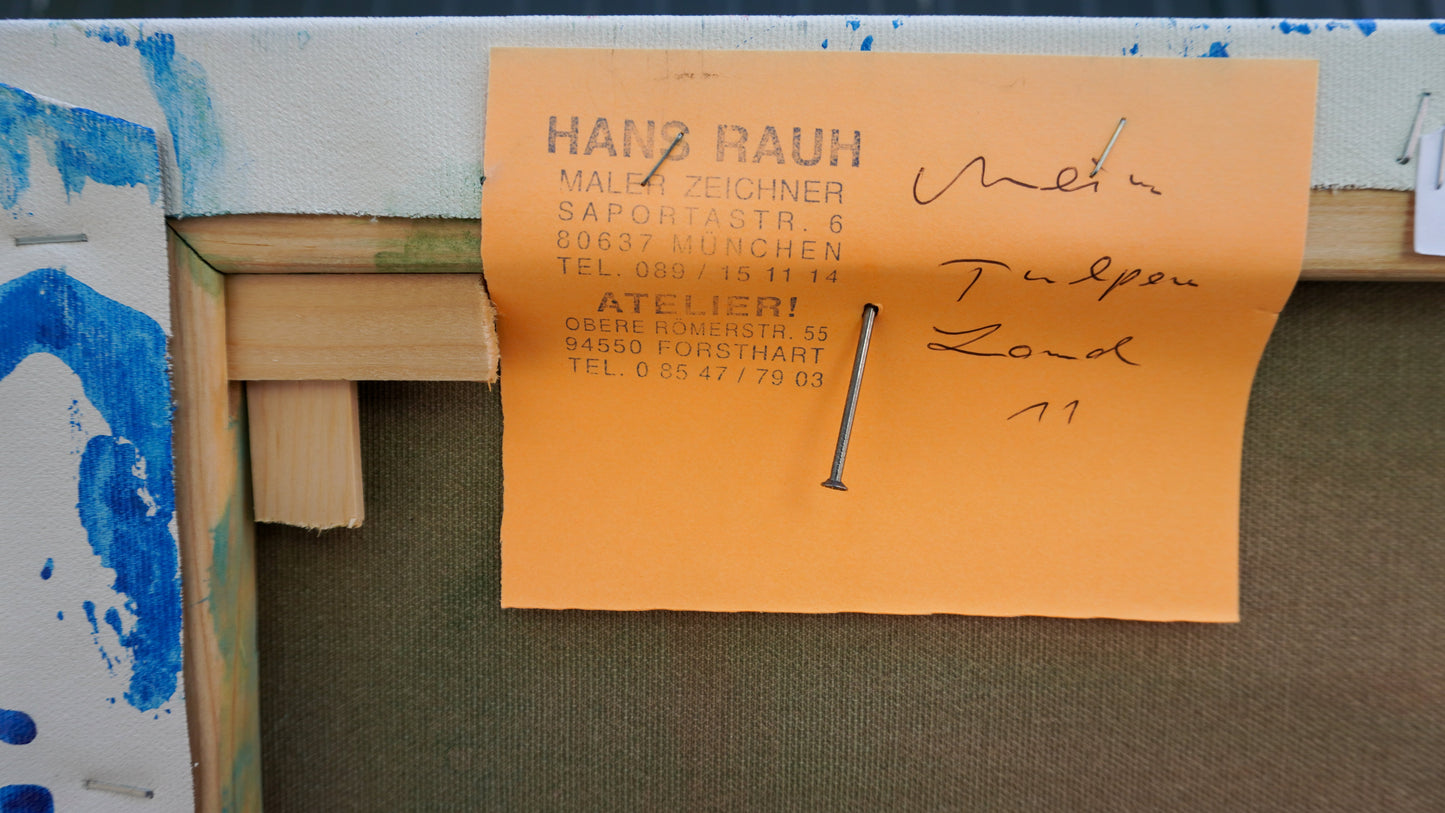 HANS RAUH
MALER ZEICHNER
SAPORTASTR. 6
80637 MÜNCHEN
TEL. 089 / 15 11 14
ATELIER!
OBERE RÖMERSTR. 55
94550 FORSTHART
TEL. 0 85 47 / 79 03
Mein
Tulpen
Land
11